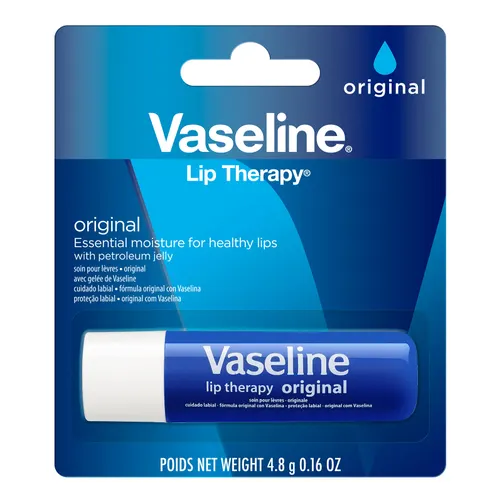 original
Vaseline®
Lip Therapy®
original
Essential moisture for healthy lips
with petroleum jelly
soin pour lèvres • original
avec gelée de Vaseline
cuidado labial • fórmula original con Vaselina
proteção labial • original com Vaselina
Vaseline
lip therapy original
soin pour lèvres - originale
cuidado labial - fórmula original con Vaselina - proteção labial - original com Vaselina
POIDS NET WEIGHT 4.8 g 0.16 OZ